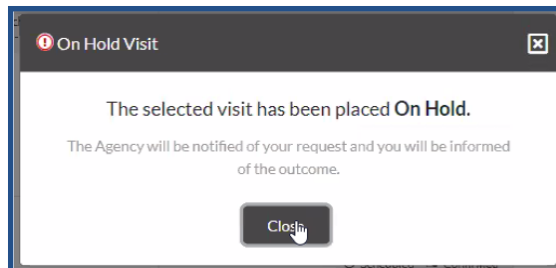 On Hold Visit
The selected visit has been placed On Hold.
The Agency will be notified of your request and you will be informed
of the outcome.
Close